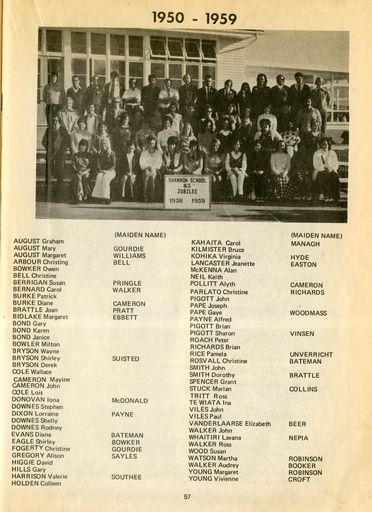 1950 - 1959
SHANNON SCHOOL
85
JUBILEE
1950 1959
(MAIDEN NAME)
AUGUST Graham
AUGUST Mary GOURDIE
AUGUST Margaret WILLIAMS
ARBOUR Christing BELL
BOWKER Owen
BELL Christine
BERRIGAN Susan PRINGLE
BERNARD Carol WALKER
BURKE Patrick
BURKE Diane CAMERON
BRATTLE Joan PRATT
BIDLAKE Margaret EBBETT
BOND Gary
BOND Karen
BOND Janice
BOWLER Milton
BRYSON Wayne
BRYSON Shirley SUISTED
BRYSON Derek
COLE Wallace
CAMERON Mayine
CAMERON John
COLE Lois
DONOVAN Iona McDONALD
DOWNES Stephen
DIXON Lorraine PAYNE
DOWNES Shelly
DOWNES Rodney
EVANS Diana BATEMAN
EAGLE Shirley BOWKER
FOGERTY Christine GOURDIE
GREGORY Alison SAYLES
HIGGIE David
HILLS Gary
HARRISON Valerie SOUTHEE
HOLDEN Colleen
(MAIDEN NAME)
KAHAITA Carol MANAGH
KILMISTER Bruce
KOHIKA Virginia HYDE
LANCASTER Jeanette EASTON
McKENNA Alan
NEIL Keith
POLLITT Alyth CAMERON
PARLATO Christine RICHARDS
PIGOTT John
PAPE Joseph
PAPE Gaye WOODMASS
PAYNE Alfred
PIGOTT Brian
PIGOTT Sharon VINSEN
ROACH Peter
RICHARDS Brian
RICE Pamela UNVERICHT
ROSVALL Christine BATEMAN
SMITH John
SMITH Dorothy BRATTLE
SPENCER Grant
STUCK Marian COLLINS
TRITT Ross
TE WIATA Ina
VILES John
VILES Paul
VANDERLAARSE Elizabeth BEER
WALKER John
WHAITIRI Lavana NEPIA
WALKER Ross
WOOD Susan
WATSON Martha ROBINSON
WALKER Audrey BOOKER
YOUNG Margaret ROBINSON
YOUNG Vivienne CROFT
57